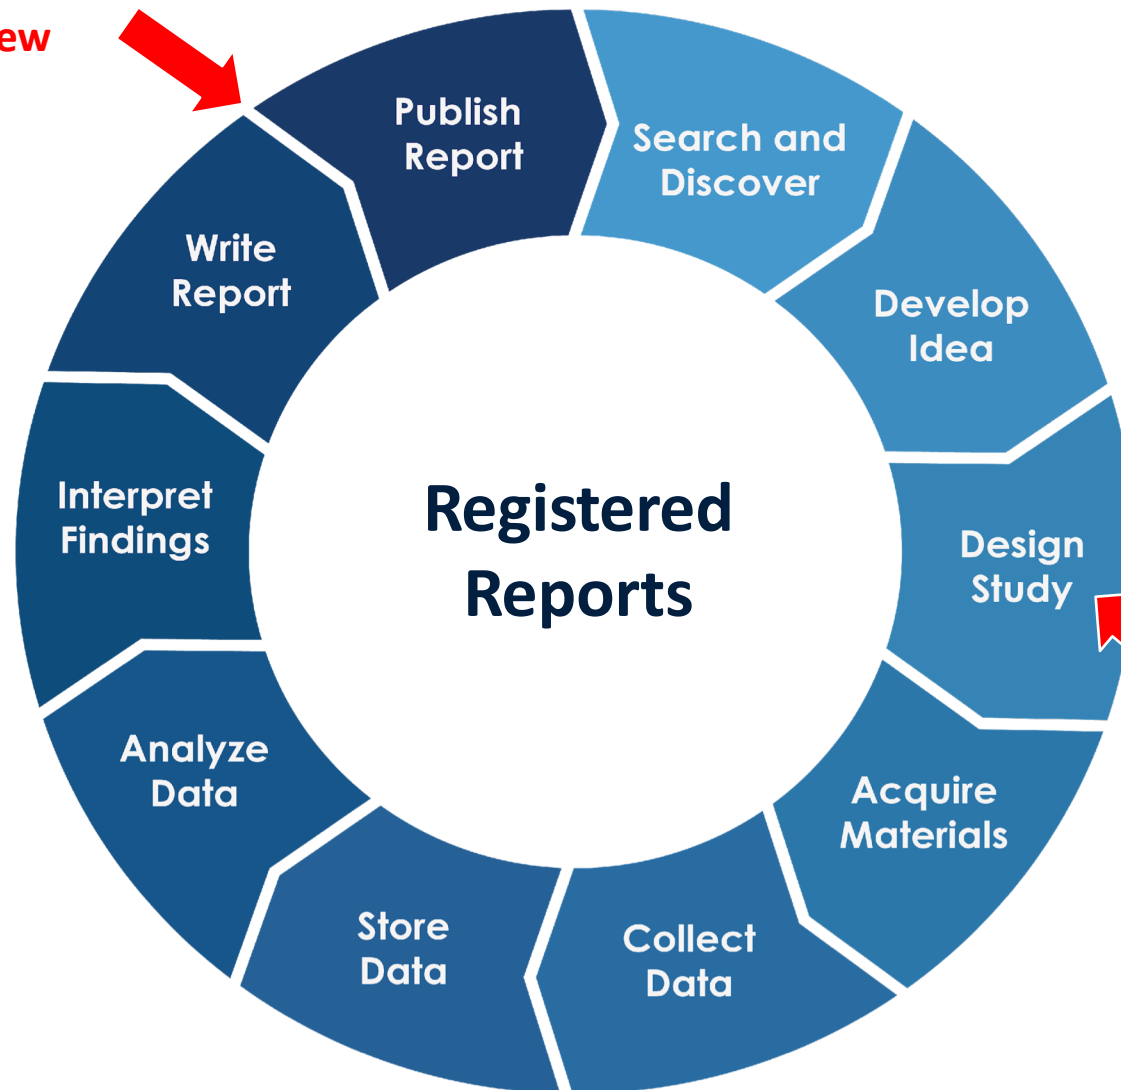 ew
Publish
Report
Search and
Discover
Develop
Idea
Design
Study
Acquire
Materials
Collect
Data
Store
Data
Analyze
Data
Interpret
Findings
Write
Report
Registered
Reports